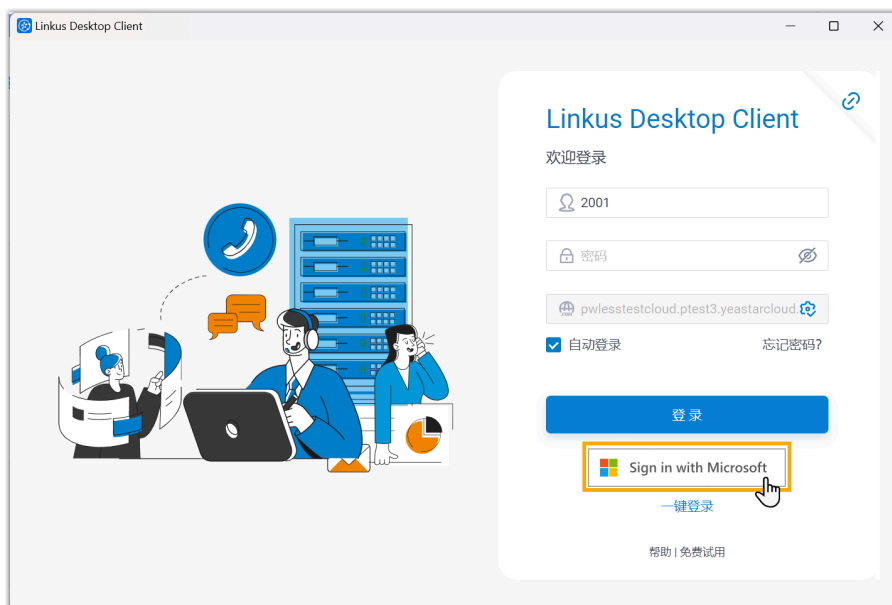 Linkus Desktop Client
Linkus Desktop Client
欢迎登录
2001
密码
pwlesstestcloud.ptest3.yeastarcloud.
自动登录
忘记密码?
登 录
Sign in with Microsoft
一键登录
帮助 | 免费试用